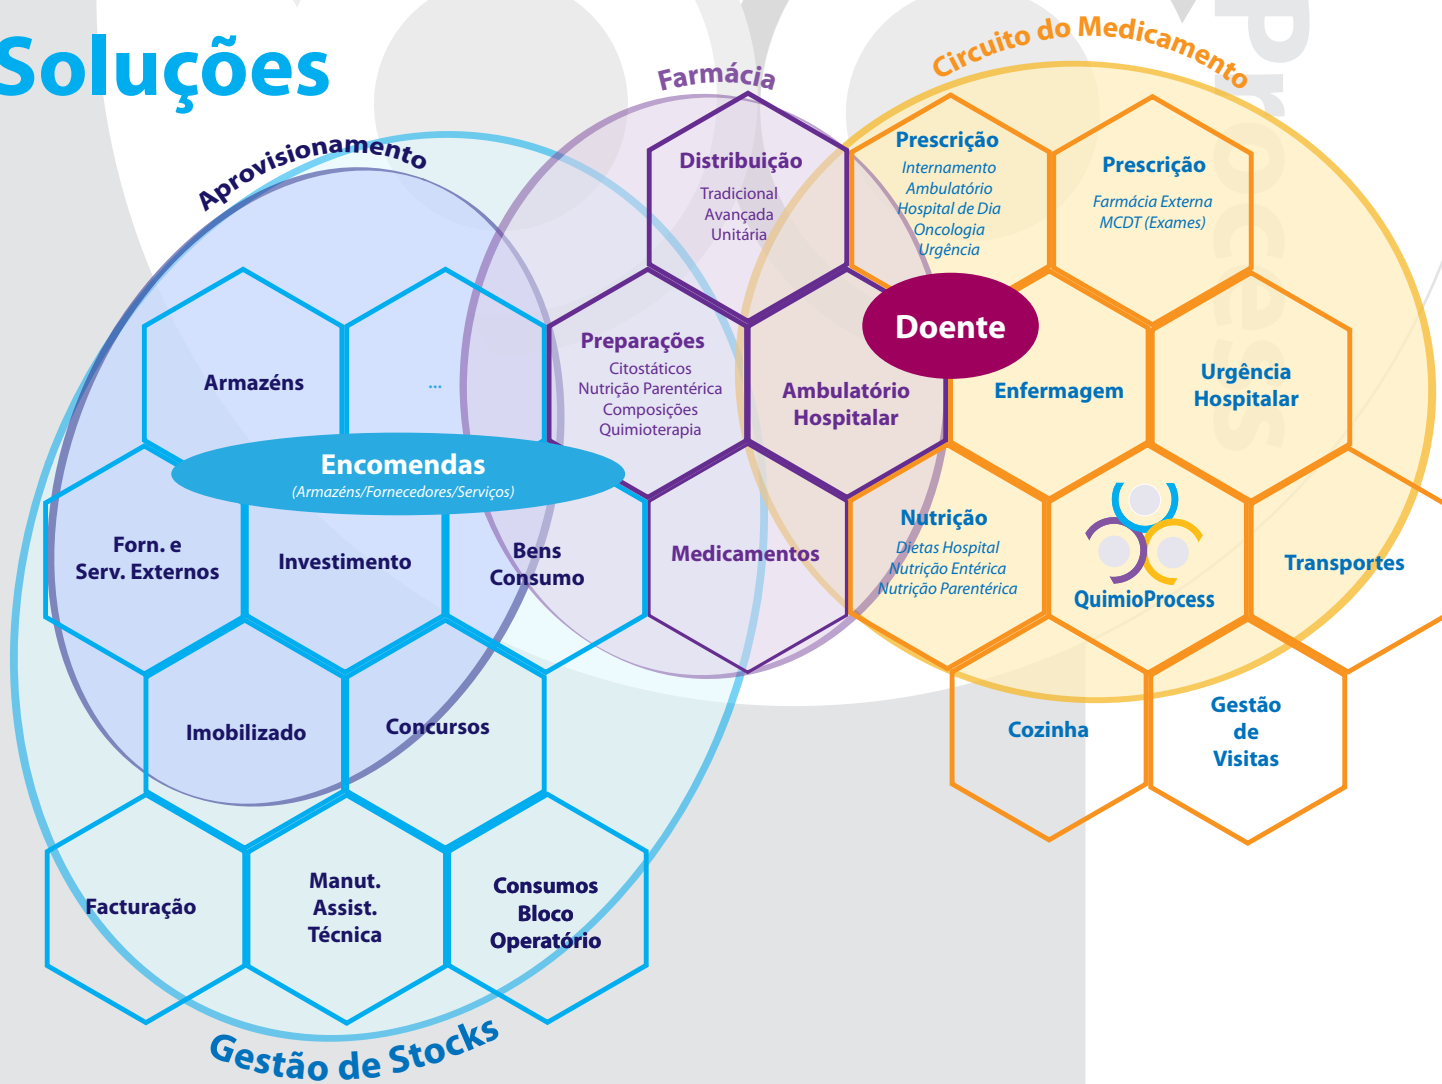 Soluções
Process
Circuito do Medicamento
Farmácia
Aprovisionamento
Distribuição
Tradicional
Avançada
Unitária
Prescrição
Internamento
Ambulatório
Hospital de Dia
Oncologia
Urgência
Prescrição
Farmácia Externa
MCDT (Exames)
Doente
Armazéns
...
Preparações
Citostáticos
Nutrição Parentérica
Composições
Quimioterapia
Ambulatório
Hospitalar
Enfermagem
Urgência
Hospitalar
Encomendas
(Armazéns/Fornecedores/Serviços)
Forn. e
Serv. Externos
Investimento
Bens
Consumo
Medicamentos
Nutrição
Dietas Hospital
Nutrição Entérica
Nutrição Parentérica
QuimioProcess
Transportes
Imobilizado
Concursos
Cozinha
Gestão
de
Visitas
Facturação
Manut.
Assist.
Técnica
Consumos
Bloco
Operatório
Gestão de Stocks